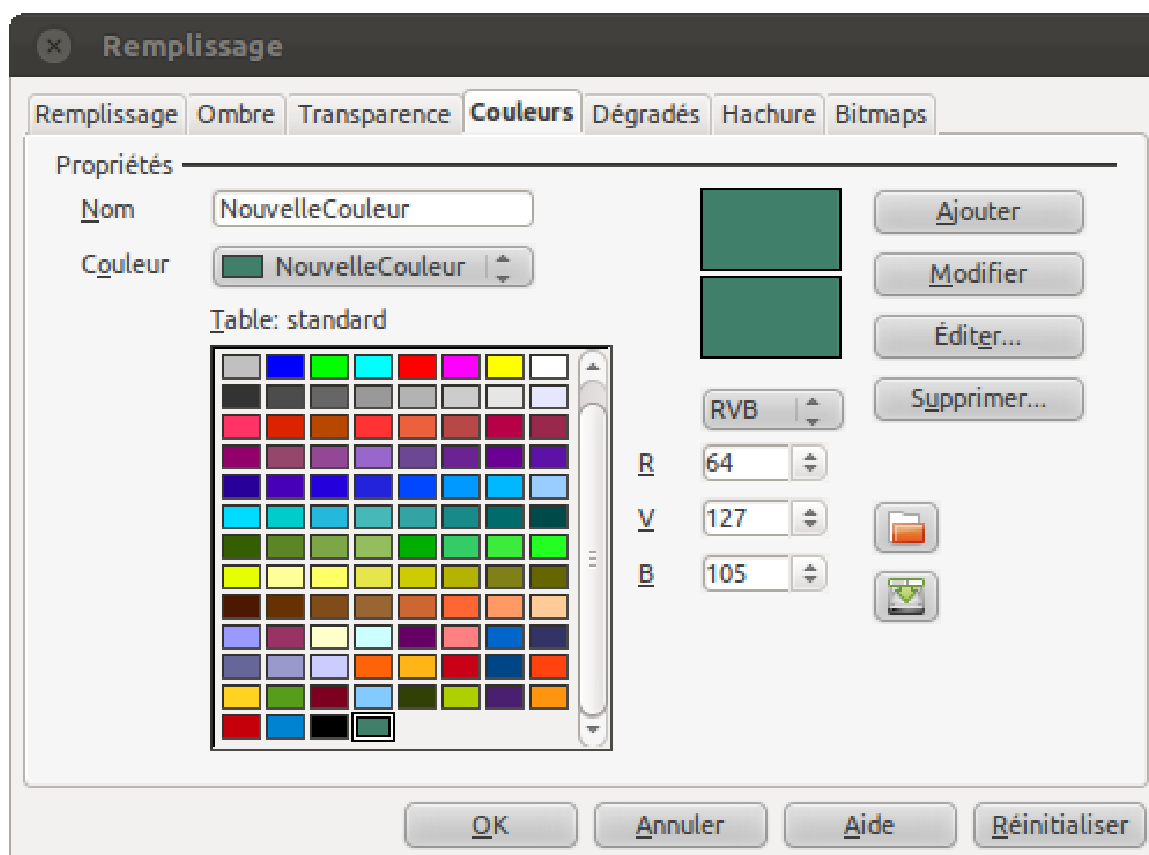 Remplissage
Remplissage Ombre Transparence Couleurs Dégradés Hachure Bitmaps
Propriétés
Nom NouvelleCouleur Ajouter
Couleur NouvelleCouleur Modifier
Table: standard Éditer...
RVB Supprimer...
R 64
V 127
B 105
OK Annuler Aide Réinitialiser